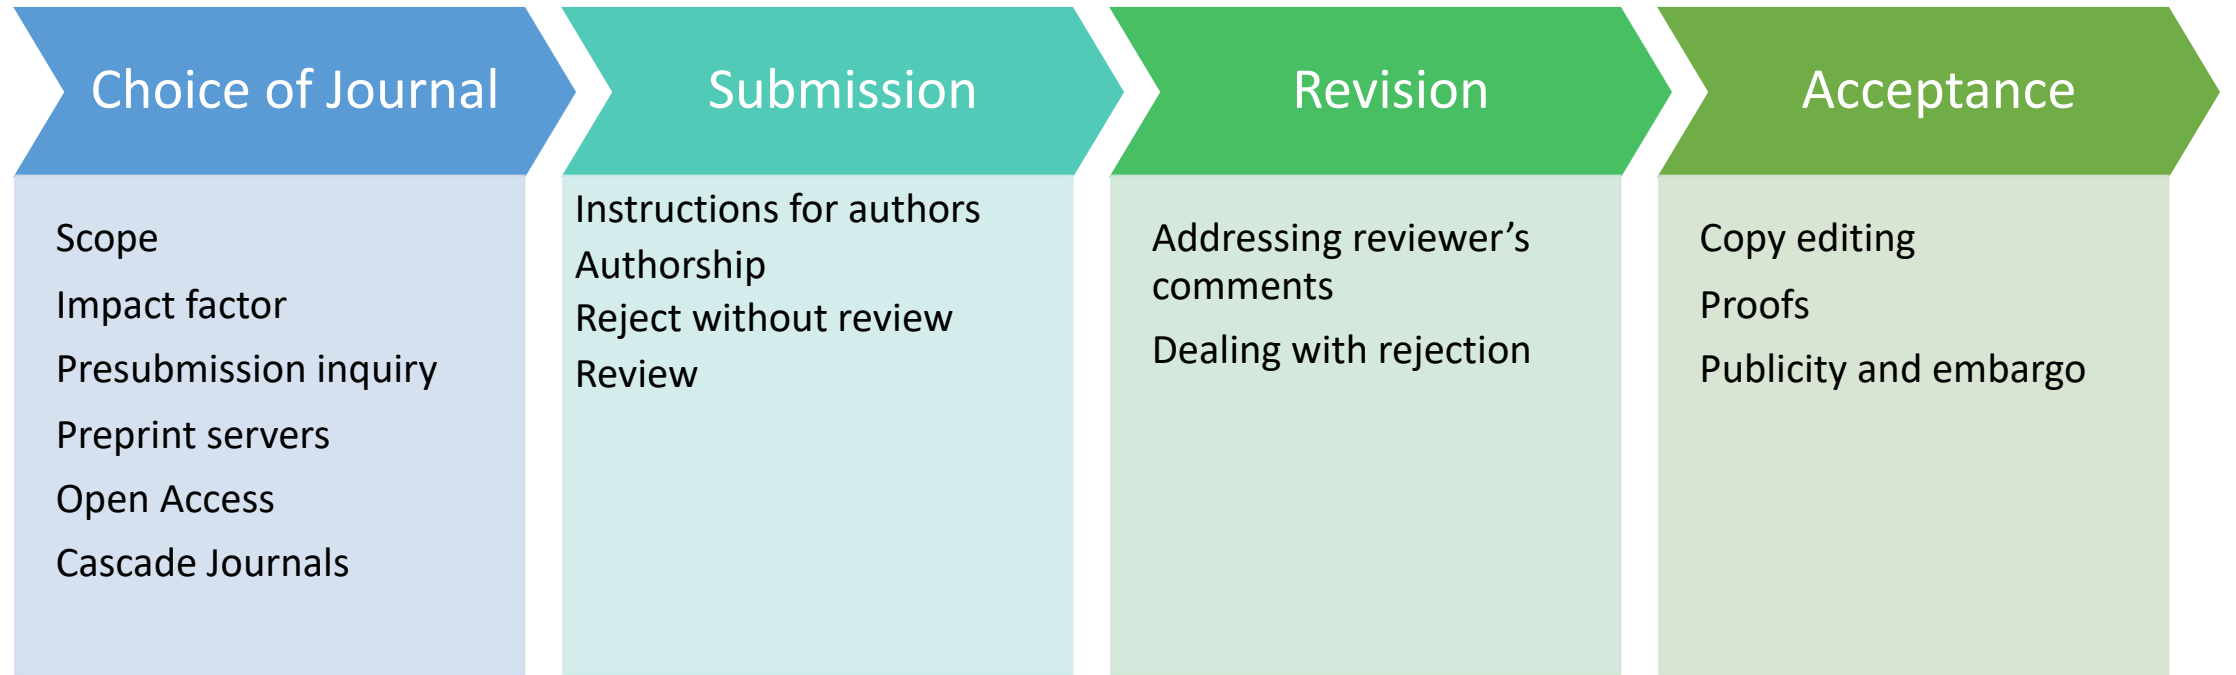 Choice of Journal
Scope
Impact factor
Presubmission inquiry
Preprint servers
Open Access
Cascade Journals
Submission
Instructions for authors
Authorship
Reject without review
Review
Revision
Addressing reviewer’s
comments
Dealing with rejection
Acceptance
Copy editing
Proofs
Publicity and embargo